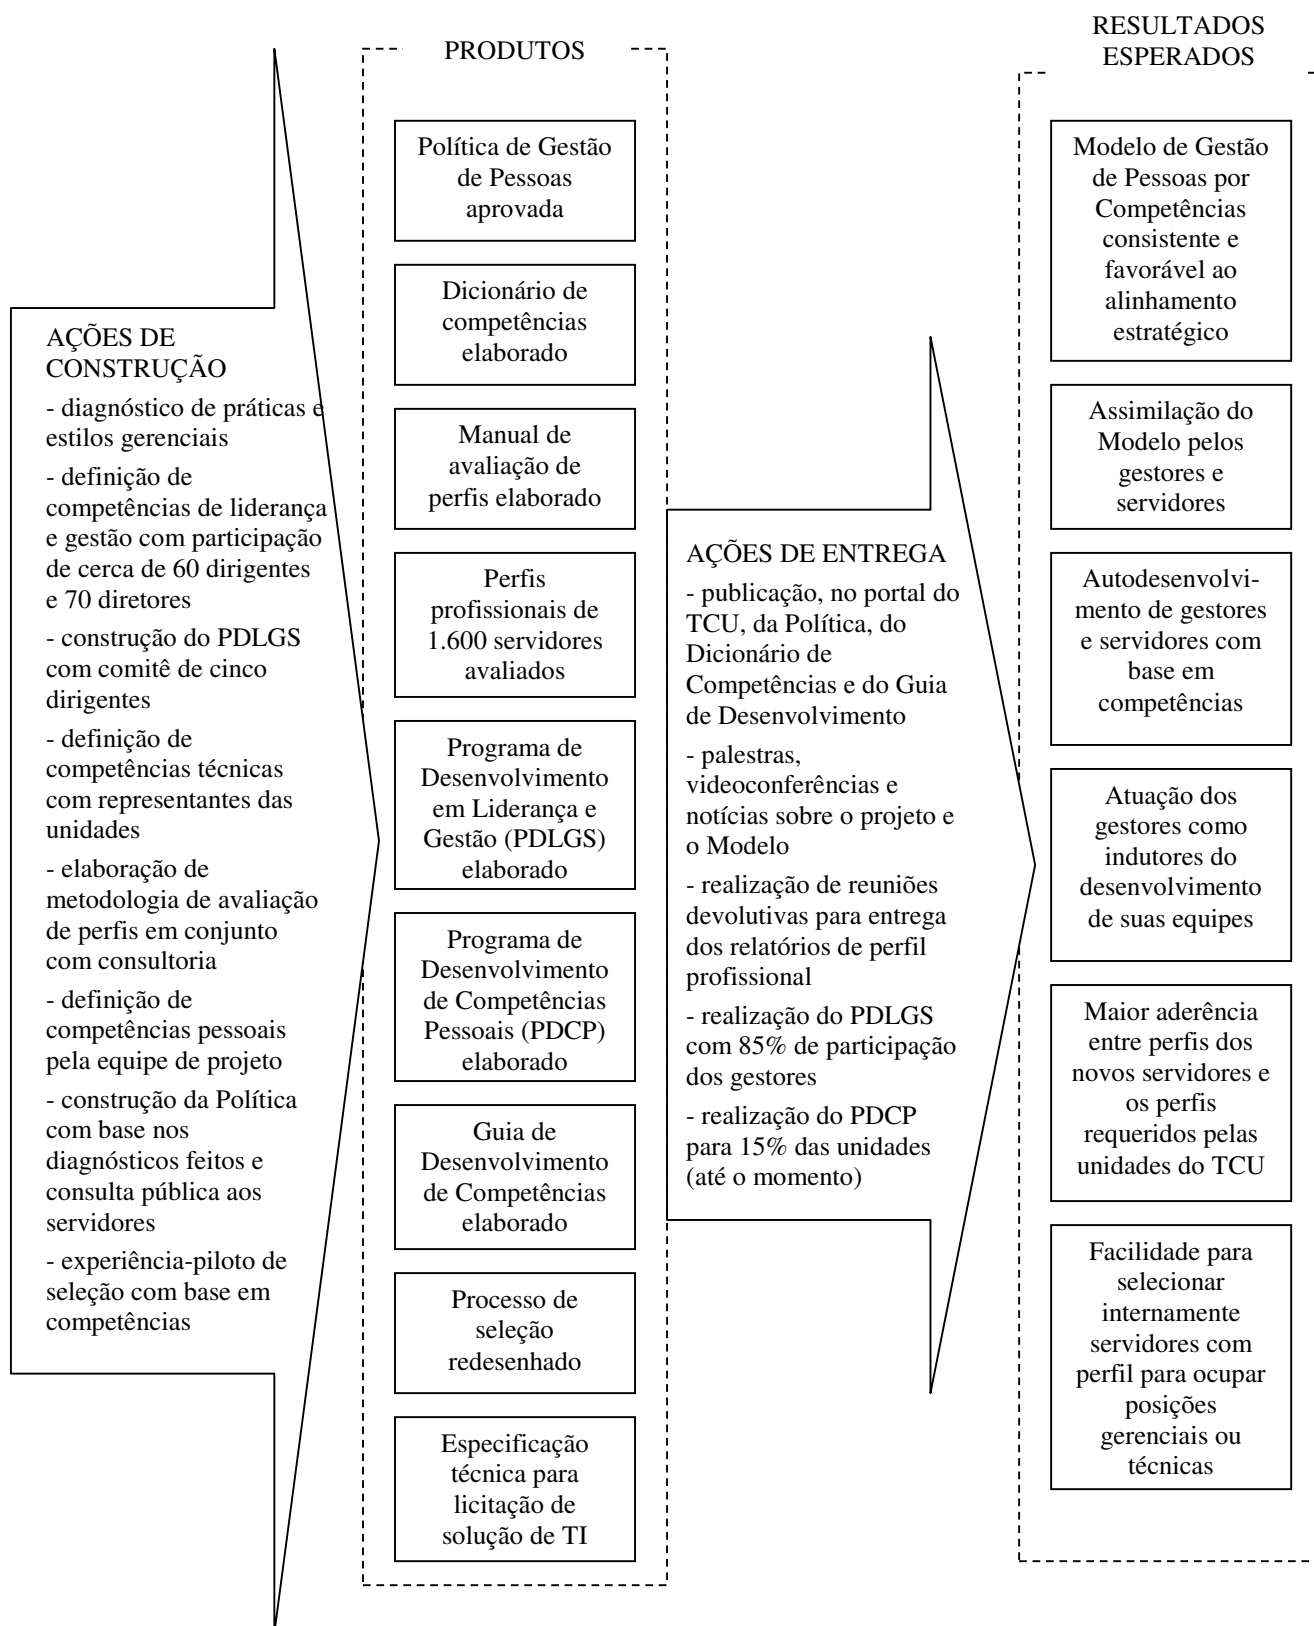 AÇÕES DE
CONSTRUÇÃO
- diagnóstico de práticas e
estilos gerenciais
- definição de
competências de liderança
e gestão com participação
de cerca de 60 dirigentes
e 70 diretores
- construção do PDLGS
com comitê de cinco
dirigentes
- definição de
competências técnicas
com representantes das
unidades
- elaboração de
metodologia de avaliação
de perfis em conjunto
com consultoria
- definição de
competências pessoais
pela equipe de projeto
- construção da Política
com base nos
diagnósticos feitos e
consulta pública aos
servidores
- experiência-piloto de
seleção com base em
competências
PRODUTOS
Política de Gestão
de Pessoas
aprovada
Dicionário de
competências
elaborado
Manual de
avaliação de
perfis elaborado
Perfis
profissionais de
1.600 servidores
avaliados
Programa de
Desenvolvimento
em Liderança e
Gestão (PDLGS)
elaborado
Programa de
Desenvolvimento
de Competências
Pessoais (PDCP)
elaborado
Guia de
Desenvolvimento
de Competências
elaborado
Processo de
seleção
redesenhado
Especificação
técnica para
licitação de
solução de TI
AÇÕES DE ENTREGA
- publicação, no portal do
TCU, da Política, do
Dicionário de
Competências e do Guia
de Desenvolvimento
- palestras,
videoconferências e
notícias sobre o projeto e
o Modelo
- realização de reuniões
devolutivas para entrega
dos relatórios de perfil
profissional
- realização do PDLGS
com 85% de participação
dos gestores
- realização do PDCP
para 15% das unidades
(até o momento)
RESULTADOS
ESPERADOS
Modelo de Gestão
de Pessoas por
Competências
consistente e
favorável ao
alinhamento
estratégico
Assimilação do
Modelo pelos
gestores e
servidores
Autodesenvolvi-
mento de gestores
e servidores com
base em
competências
Atuação dos
gestores como
indutores do
desenvolvimento
de suas equipes
Maior aderência
entre perfis dos
novos servidores e
os perfis
requeridos pelas
unidades do TCU
Facilidade para
selecionar
internamente
servidores com
perfil para ocupar
posições
gerenciais ou
técnicas